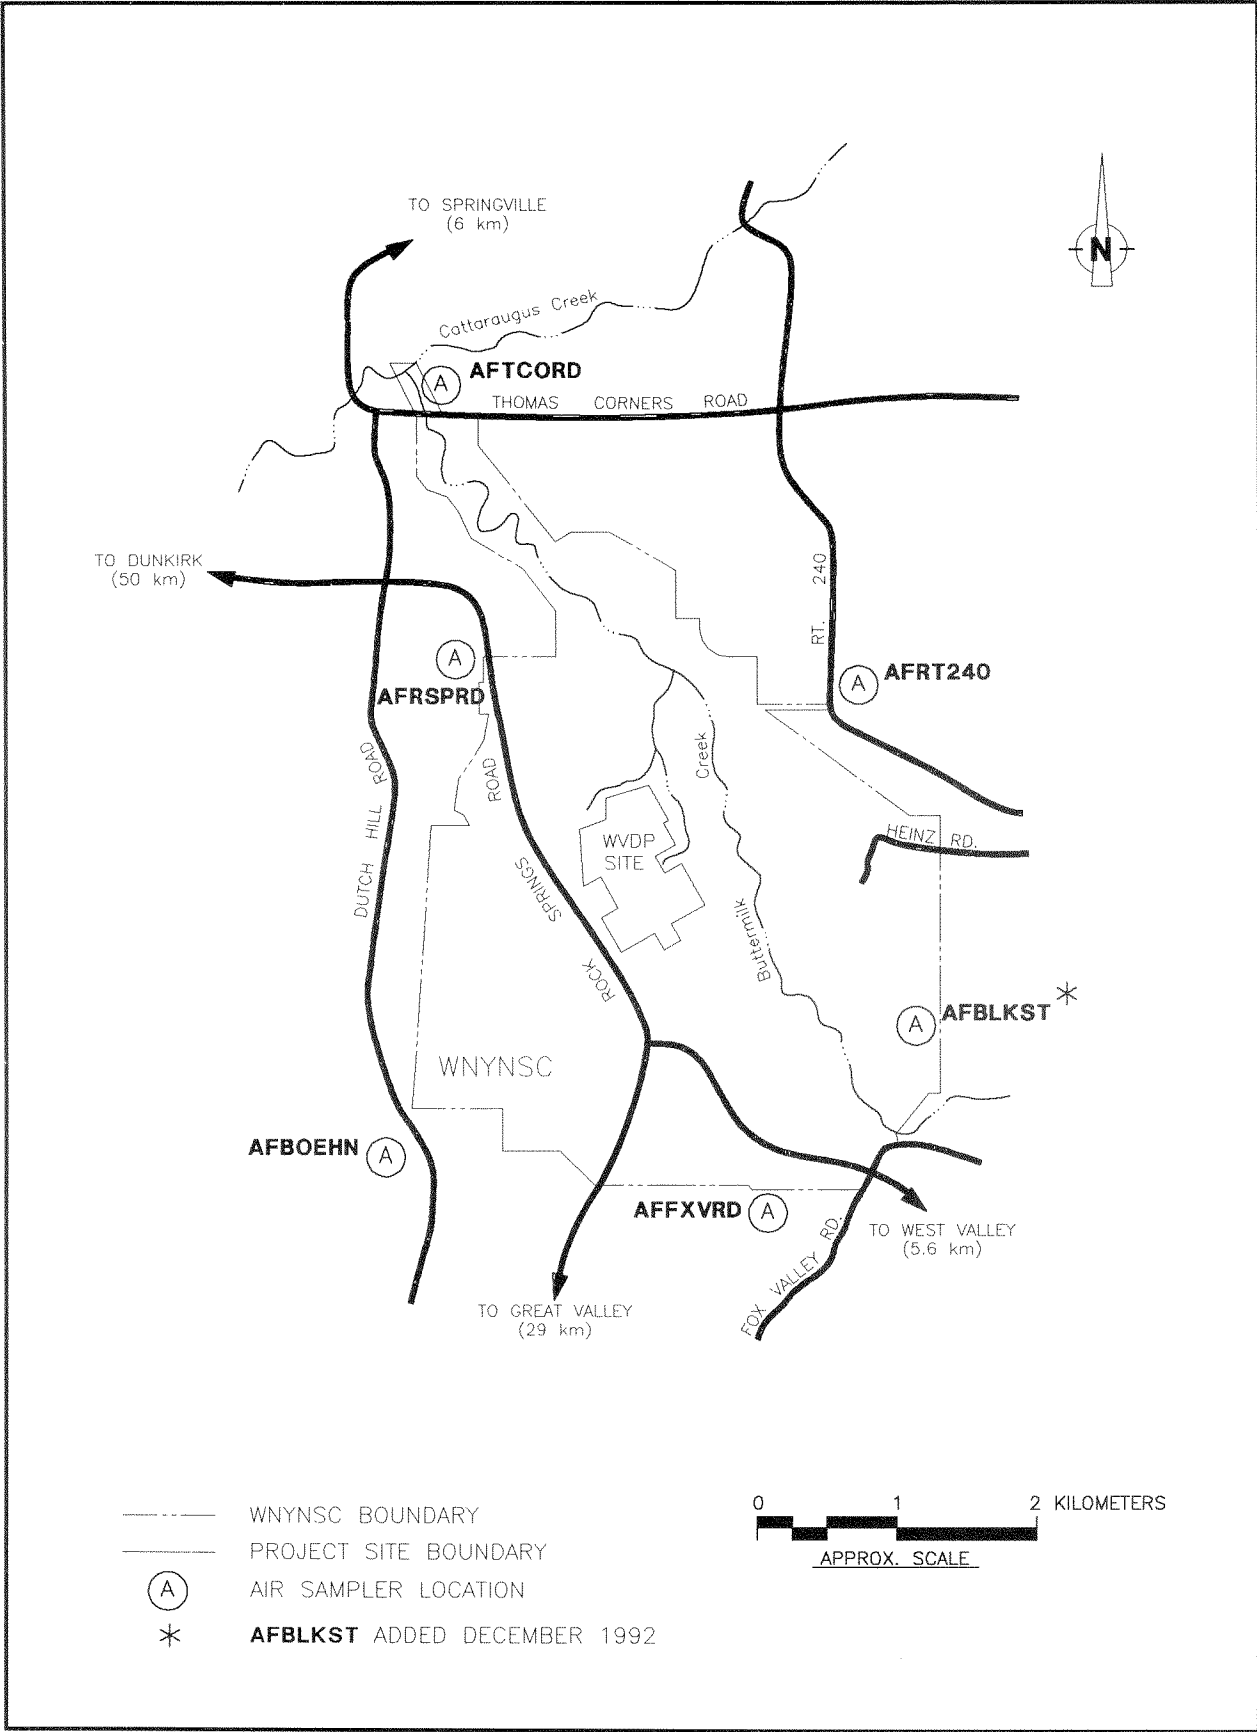 TO SPRINGVILLE
(6 km)
N
Cattaraugus Creek
A
AFTCORD
THOMAS CORNERS ROAD
TO DUNKIRK
(50 km)
RT. 240
A
AFRSPRD
A
AFRT240
DUTCH HILL ROAD
ROCK SPRINGS ROAD
Buttermilk Creek
WVDP
SITE
HEINZ RD.
A
AFBLKST *
WNYNSC
AFBOEHN
A
AFFXVRD
A
FOX VALLEY RD.
TO WEST VALLEY
(5.6 km)
TO GREAT VALLEY
(29 km)
WNYNSC BOUNDARY
PROJECT SITE BOUNDARY
A AIR SAMPLER LOCATION
* AFBLKST ADDED DECEMBER 1992
0 1 2 KILOMETERS
APPROX. SCALE